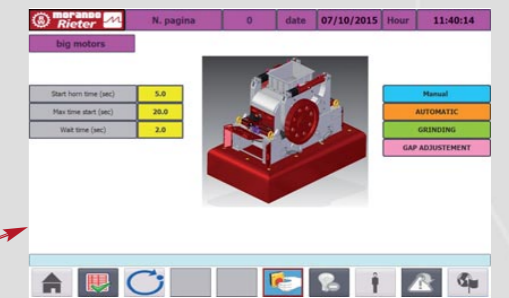 morando
Rieter
N. pagina 0 date 07/10/2015 Hour 11:40:14
big motors
Start horn time (sec) 5.0
Max time start (sec) 20.0
Wait time (sec) 2.0
Manual
AUTOMATIC
GRINDING
GAP ADJUSTEMENT